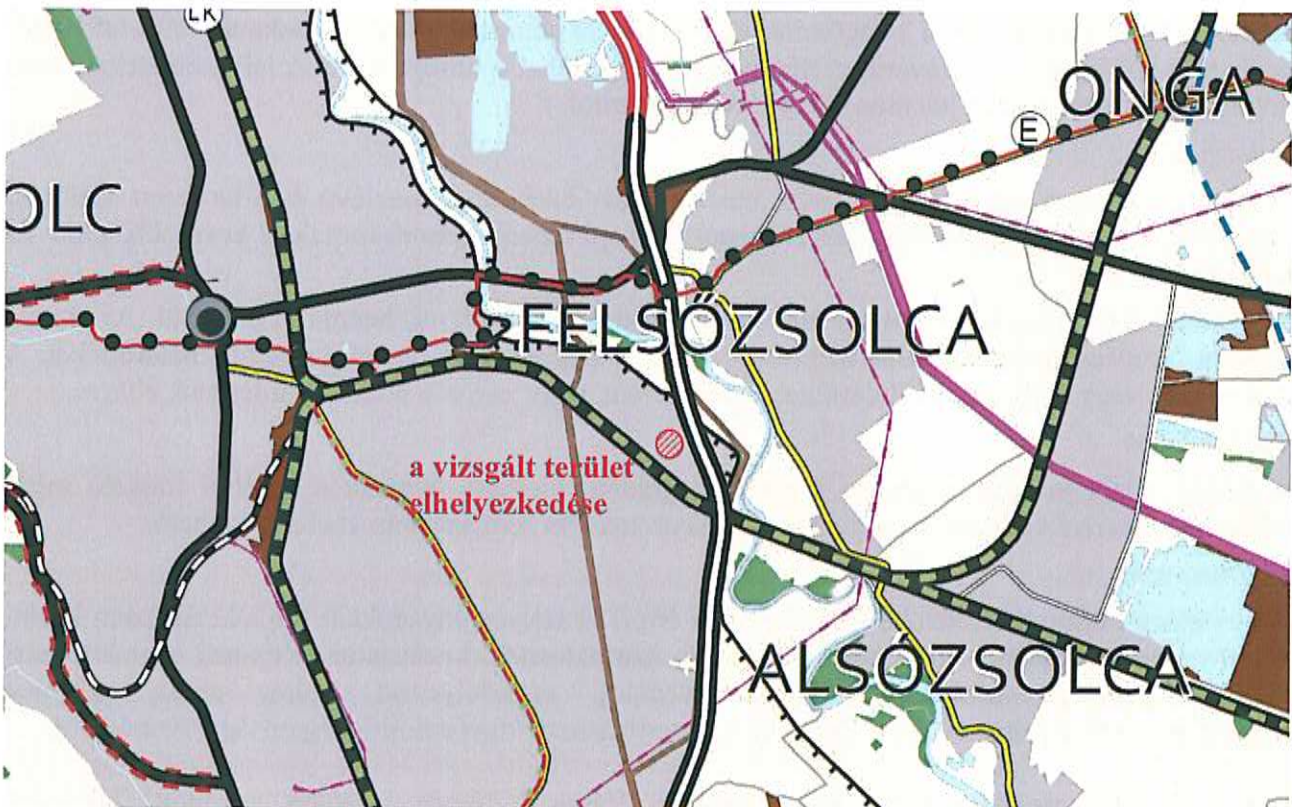 LK
ONGA
E
OLC
FELSŐZSOLCA
a vizsgált terület
elhelyezkedése
ALSÓZSOLCA